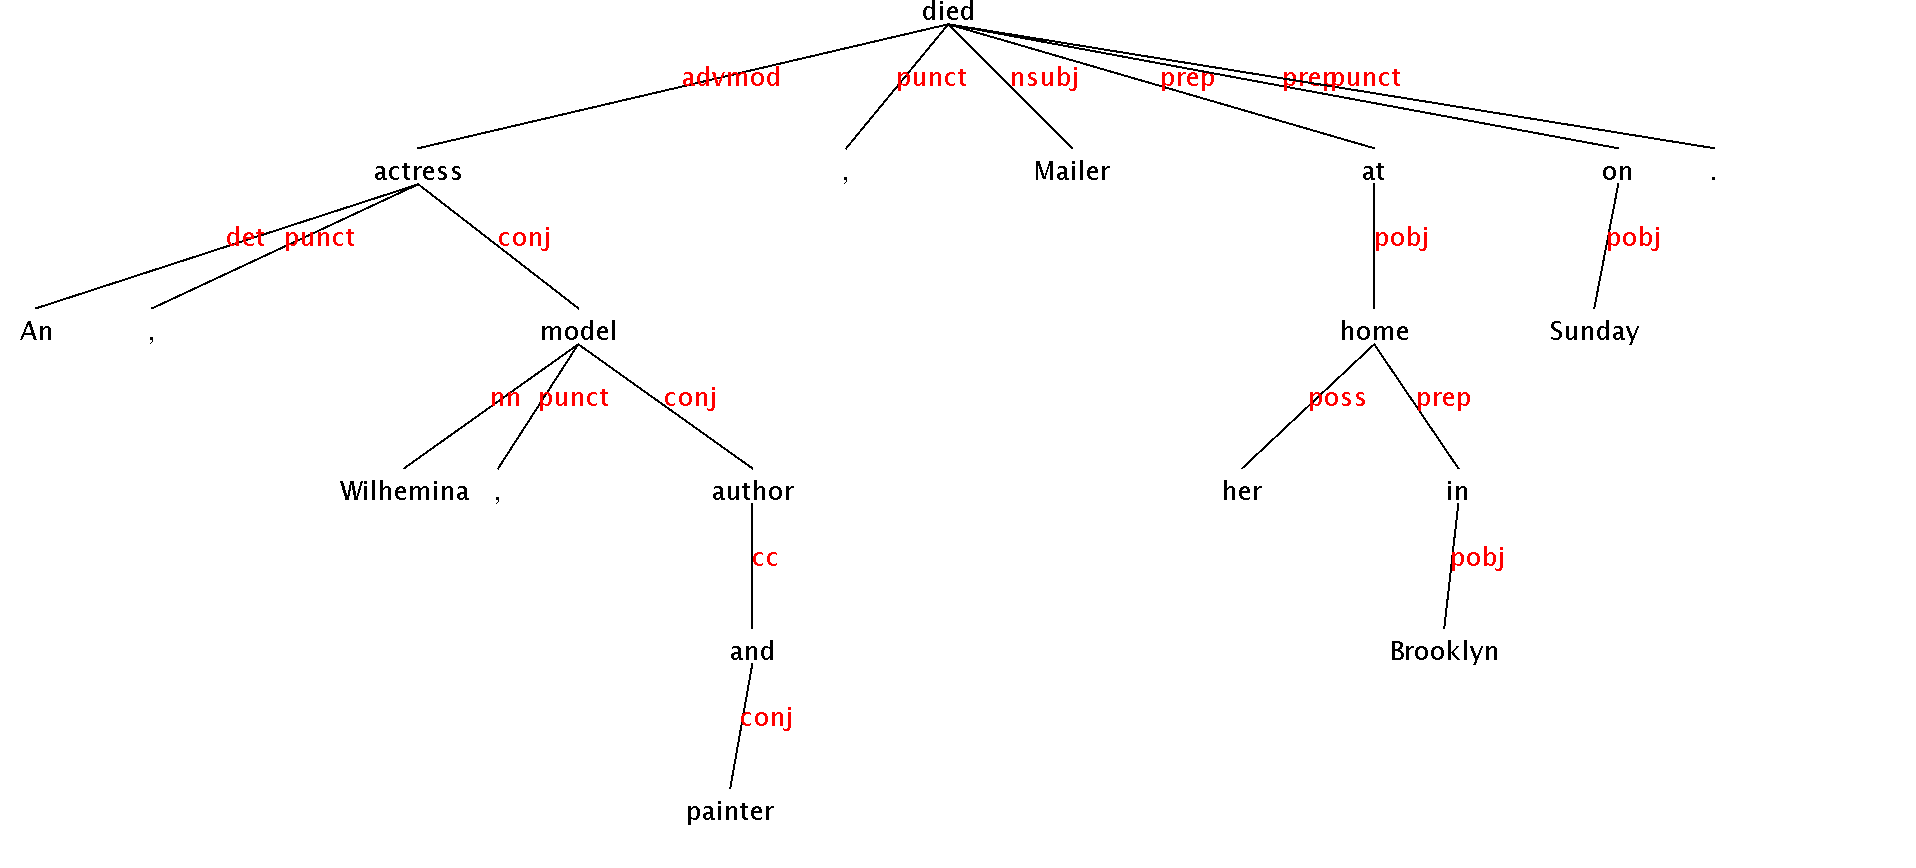 died
advmod punct nsubj prep prep punct
actress , Mailer at on .
det punct conj pobj pobj
An , model home Sunday
nn punct conj poss prep
Wilhemina , author her in
cc pobj
and Brooklyn
conj
painter